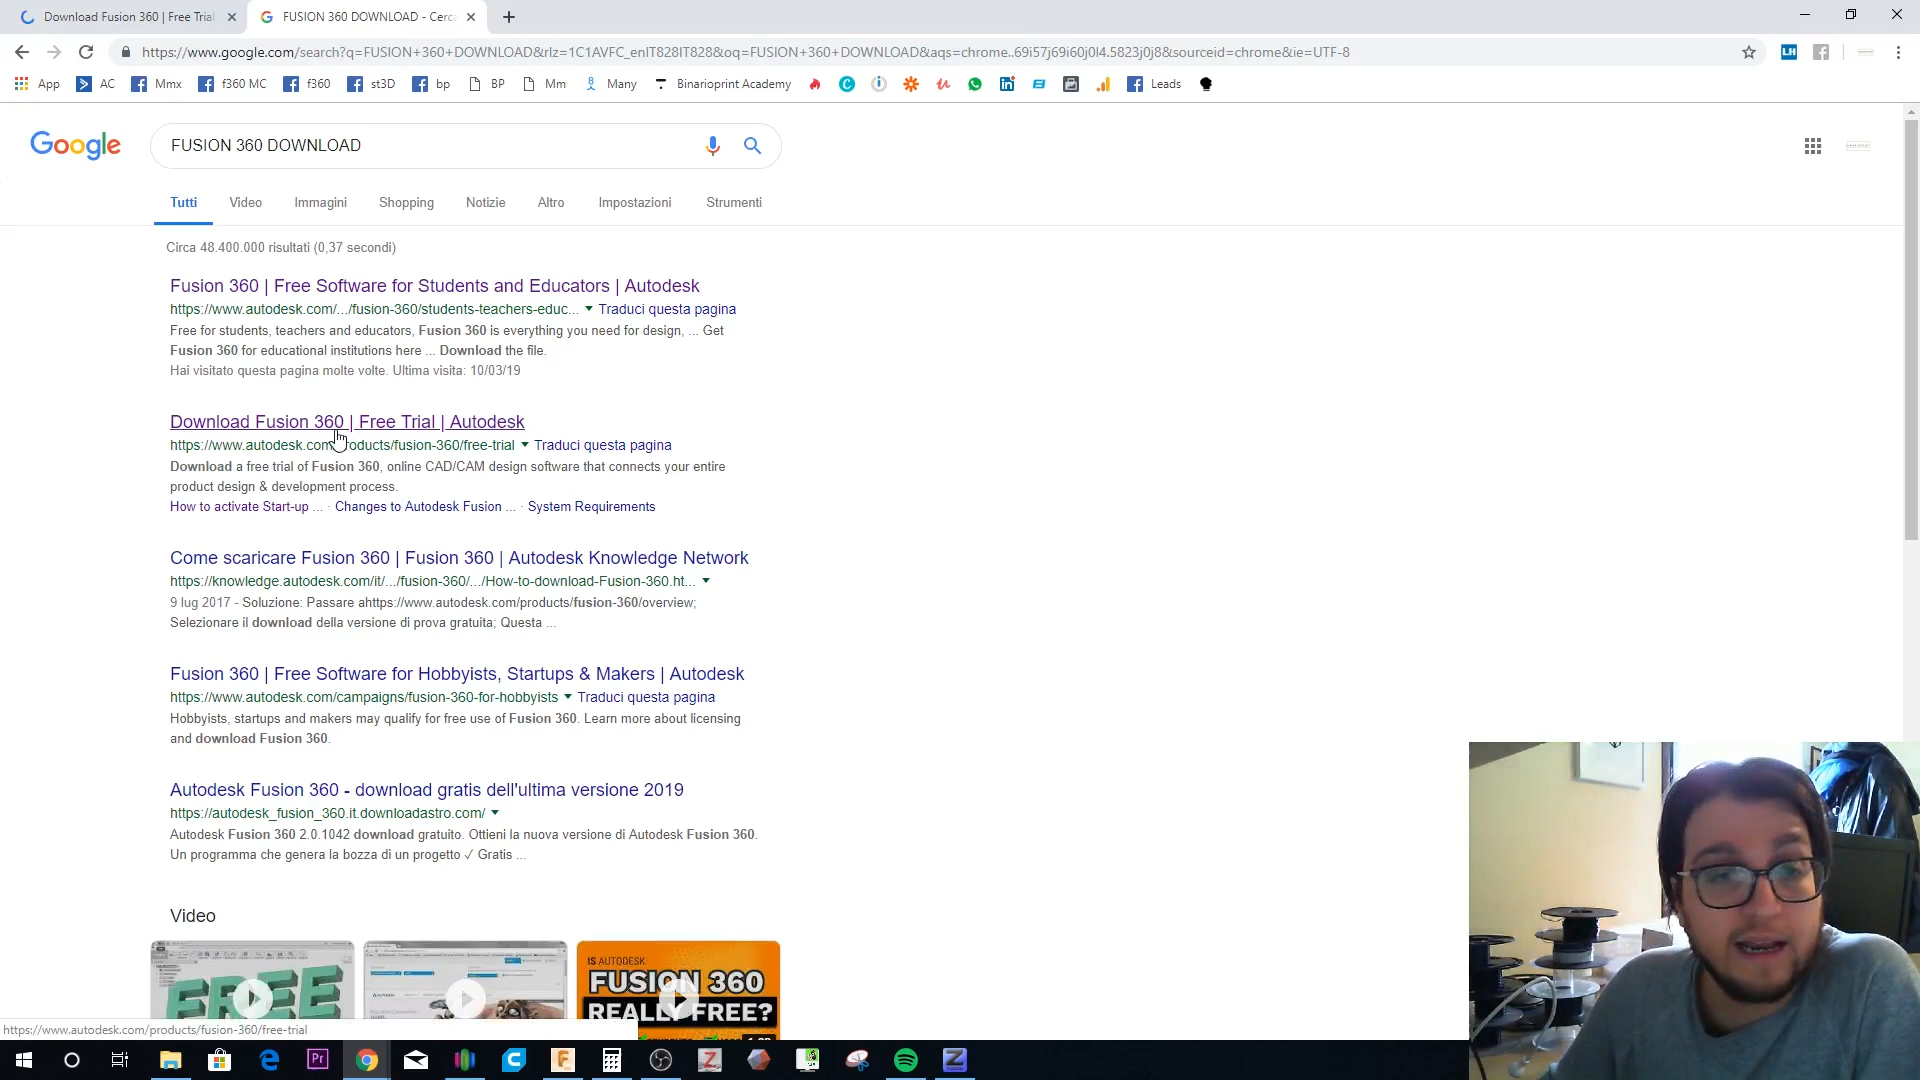 Download Fusion 360 | Free Trial
FUSION 360 DOWNLOAD - Cerca
https://www.google.com/search?q=FUSION+360+DOWNLOAD&rlz=1C1AVFC_enIT828IT828&oq=FUSION+360+DOWNLOAD&aqs=chrome..69i57j69i60j0l4.5823j0j8&sourceid=chrome&ie=UTF-8
App AC Mmx f360 MC f360 st3D bp BP Mm Many Binarioprint Academy Leads
Google
FUSION 360 DOWNLOAD
Tutti Video Immagini Shopping Notizie Altro Impostazioni Strumenti
Circa 48.400.000 risultati (0,37 secondi)
Fusion 360 | Free Software for Students and Educators | Autodesk
https://www.autodesk.com/.../fusion-360/students-teachers-educ... Traduci questa pagina
Free for students, teachers and educators, Fusion 360 is everything you need for design, ... Get
Fusion 360 for educational institutions here ... Download the file.
Hai visitato questa pagina molte volte. Ultima visita: 10/03/19
Download Fusion 360 | Free Trial | Autodesk
https://www.autodesk.com/products/fusion-360/free-trial Traduci questa pagina
Download a free trial of Fusion 360, online CAD/CAM design software that connects your entire
product design & development process.
How to activate Start-up ... · Changes to Autodesk Fusion ... · System Requirements
Come scaricare Fusion 360 | Fusion 360 | Autodesk Knowledge Network
https://knowledge.autodesk.com/it/.../fusion-360/.../How-to-download-Fusion-360.ht...
9 lug 2017 - Soluzione: Passare ahttps://www.autodesk.com/products/fusion-360/overview;
Selezionare il download della versione di prova gratuita; Questa ...
Fusion 360 | Free Software for Hobbyists, Startups & Makers | Autodesk
https://www.autodesk.com/campaigns/fusion-360-for-hobbyists Traduci questa pagina
Hobbyists, startups and makers may qualify for free use of Fusion 360. Learn more about licensing
and download Fusion 360.
Autodesk Fusion 360 - download gratis dell'ultima versione 2019
https://autodesk_fusion_360.it.downloadastro.com/
Autodesk Fusion 360 2.0.1042 download gratuito. Ottieni la nuova versione di Autodesk Fusion 360.
Un programma che genera la bozza di un progetto ✓ Gratis ...
Video
FREE
IS AUTODESK
FUSION 360
REALLY FREE?
https://www.autodesk.com/products/fusion-360/free-trial